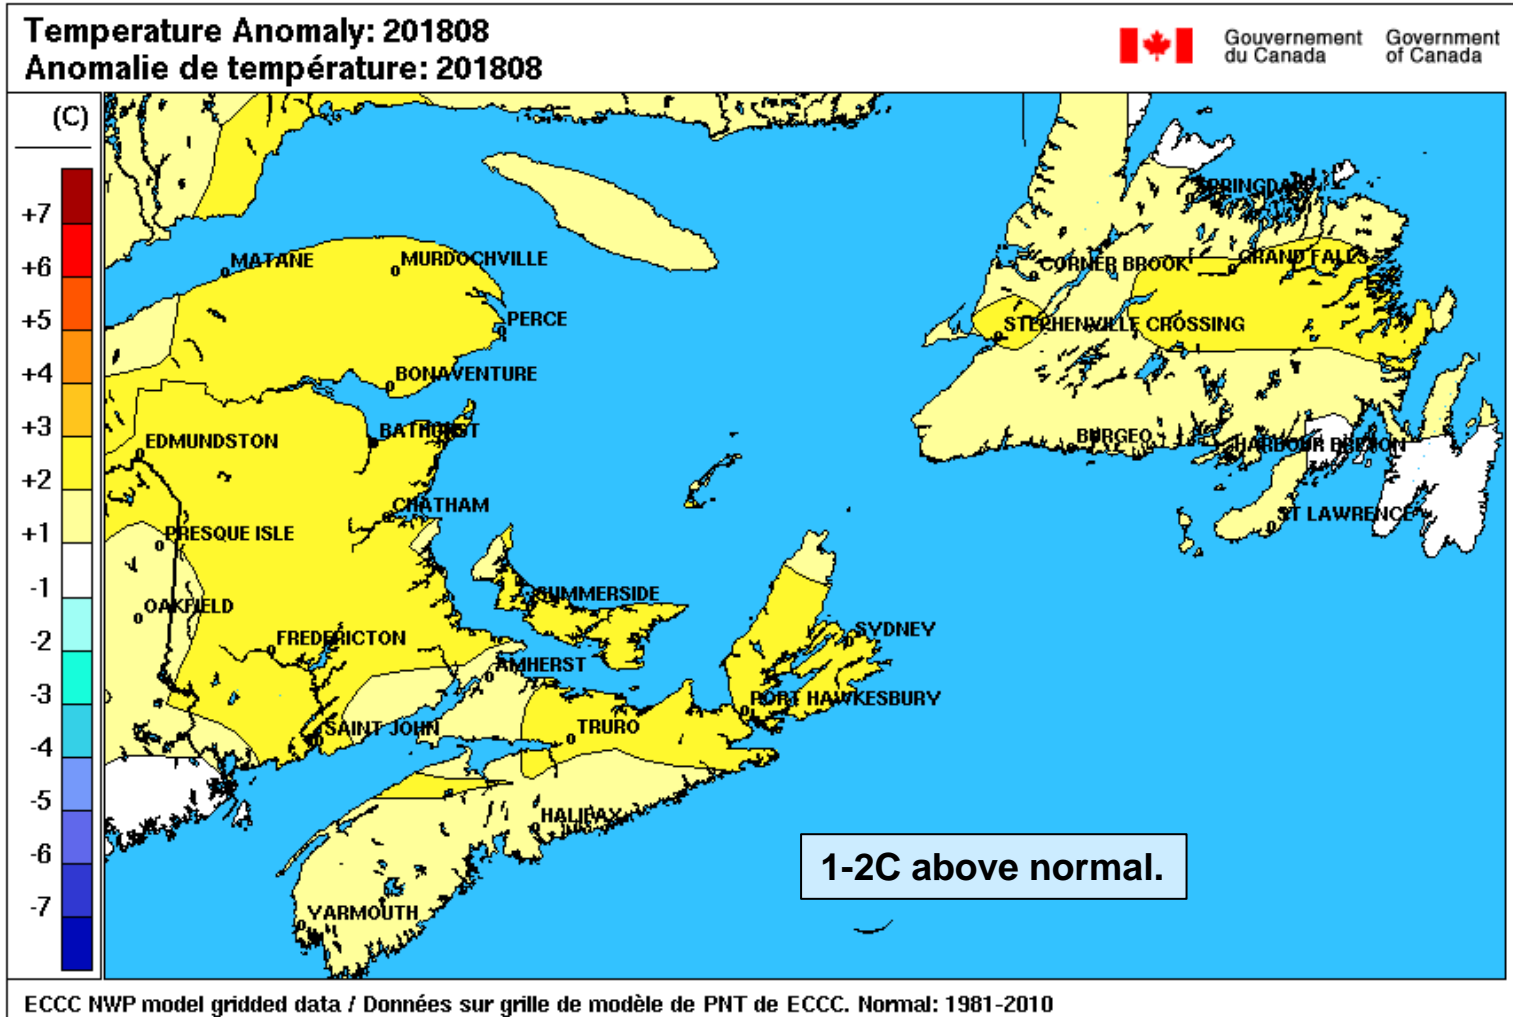 Temperature Anomaly: 201808
Anomalie de température: 201808
Gouvernement du Canada
Government of Canada
(C)
+7
+6
+5
+4
+3
+2
+1
-1
-2
-3
-4
-5
-6
-7
MATANE
MURDOCHVILLE
PERCE
BONAVENTURE
BATHURST
EDMUNDSTON
CHATHAM
PRESQUE ISLE
OAKFIELD
FREDERICTON
SUMMERSIDE
SYDNEY
AMHERST
PORT HAWKESBURY
SAINT JOHN
TRURO
HALIFAX
YARMOUTH
SPRINGDALE
CORNER BROOK
GRAND FALLS
STEPHENVILLE CROSSING
BURGEO
HARBOUR BRETON
ST LAWRENCE
1-2C above normal.
ECCC NWP model gridded data / Données sur grille de modèle de PNT de ECCC. Normal: 1981-2010